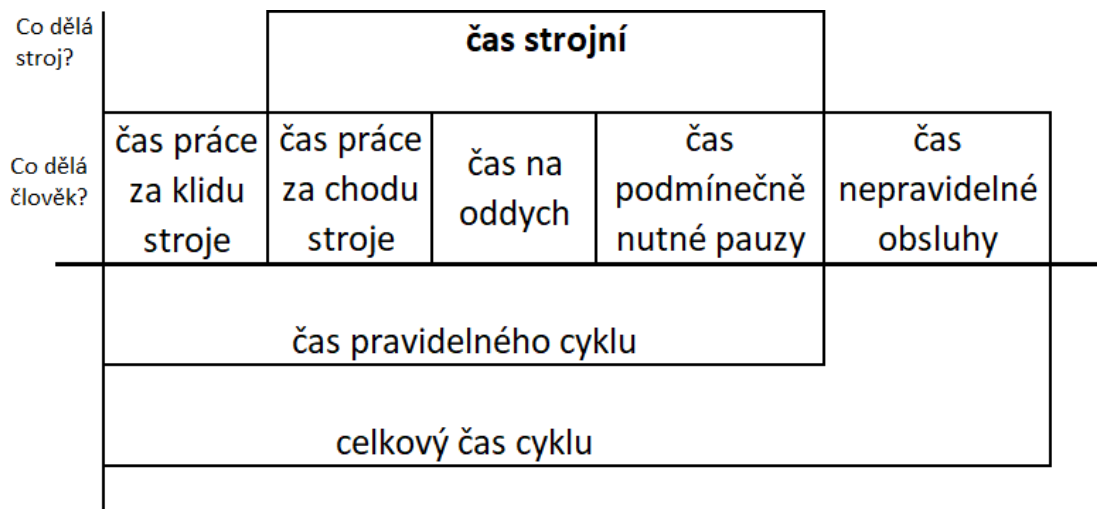 Co dělá
stroj?
čas strojní
Co dělá
člověk?
čas práce
za klidu
stroje
čas práce
za chodu
stroje
čas na
oddych
čas
podmínečně
nutné pauzy
čas
nepravidelné
obsluhy
čas pravidelného cyklu
celkový čas cyklu